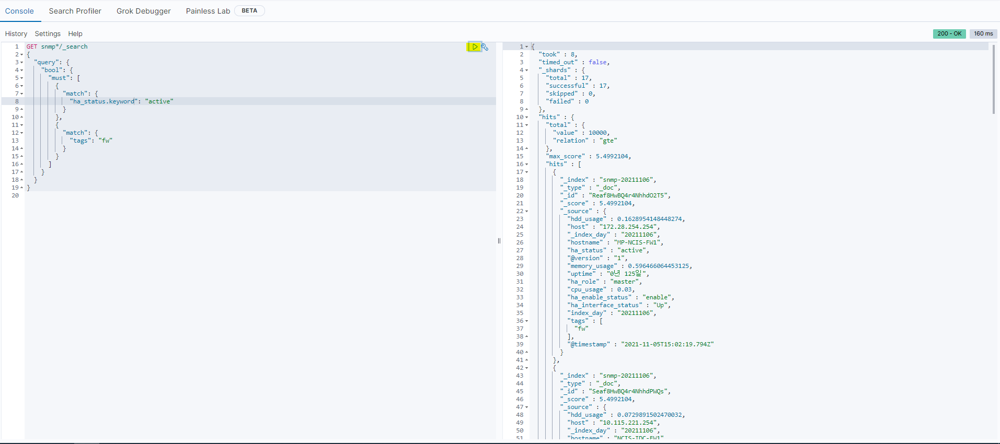 Console Search Profiler Grok Debugger Painless Lab BETA
History Settings Help
200 - OK 160 ms
1 GET snmp*/_search
2 {
3 "query": {
4 "bool": {
5 "must": [
6 {
7 "match": {
8 "ha_status.keyword": "active"
9 }
10 },
11 {
12 "match": {
13 "tags": "fw"
14 }
15 }
16 ]
17 }
18 }
19 }
20
1 {
2 "took" : 8,
3 "timed_out" : false,
4 "_shards" : {
5 "total" : 17,
6 "successful" : 17,
7 "skipped" : 0,
8 "failed" : 0
9 },
10 "hits" : {
11 "total" : {
12 "value" : 10000,
13 "relation" : "gte"
14 },
15 "max_score" : 5.4992104,
16 "hits" : [
17 {
18 "_index" : "snmp-20211106",
19 "_type" : "_doc",
20 "_id" : "Reaf8HwBQ4r4NhhdO2T5",
21 "_score" : 5.4992104,
22 "_source" : {
23 "hdd_usage" : 0.1628954148448274,
24 "host" : "172.28.254.254",
25 "_index_day" : "20211106",
26 "hostname" : "MP-NCIS-FW1",
27 "ha_status" : "active",
28 "@version" : "1",
29 "memory_usage" : 0.596466064453125,
30 "uptime" : "0년 125일",
31 "ha_role" : "master",
32 "cpu_usage" : 0.03,
33 "ha_enable_status" : "enable",
34 "ha_interface_status" : "Up",
35 "index_day" : "20211106",
36 "tags" : [
37 "fw"
38 ],
39 "@timestamp" : "2021-11-05T15:02:19.794Z"
40 }
41 },
42 {
43 "_index" : "snmp-20211106",
44 "_type" : "_doc",
45 "_id" : "Seaf8HwBQ4r4NhhdPWQs",
46 "_score" : 5.4992104,
47 "_source" : {
48 "hdd_usage" : 0.0729891502470032,
49 "host" : "10.115.221.254",
50 "_index_day" : "20211106",
51 "hostname" : "NCIS-IDC-FW1"